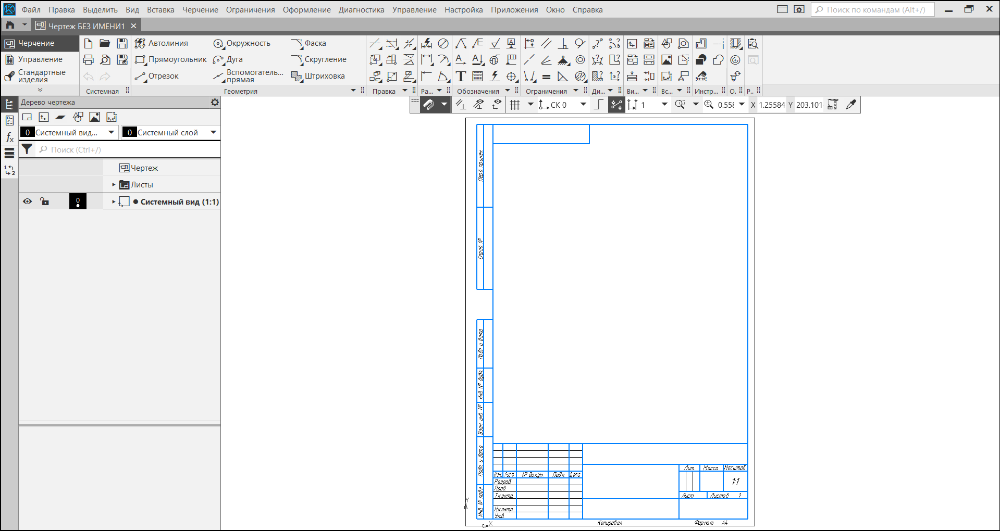 Файл Правка Выделить Вид Вставка Черчение Ограничения Оформление Диагностика Управление Настройка Приложения Окно Справка Поиск по командам (Alt+/)
Чертеж БЕЗ ИМЕНИ1
Черчение Автолиния Окружность Фаска
Управление Прямоугольник Дуга Скругление
Стандартные изделия Отрезок Вспомогатель... прямая Штриховка
Системная Геометрия Правка Ра... Обозначения Ограничения Ди... Ви... Вс... Инстр... О. Р..
Дерево чертежа
СК 0 1 0.55 X 1.25584 Y 203.101
0 Системный вид... 0 Системный слой
Поиск (Ctrl+/)
Чертеж
Листы
0 Системный вид (1:1)
Перв. примен.
Справ. №
Подп. и дата
Инв. № дубл.
Взам. инв. №
Подп. и дата
Инв. № подл.
Лит. Масса Масштаб
Изм. Лист № докум. Подп. Дата
1:1
Разраб.
Пров.
Т.контр.
Лист Листов 1
Н.контр.
Утв.
Копировал Формат A4
Y
X